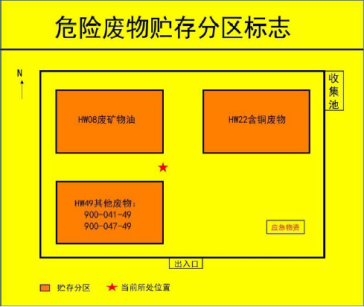 危险废物贮存分区标志
N
收集池
HW08废矿物油
HW22含铜废物
HW49其他废物：
900-041-49
900-047-49
应急物资
出入口
贮存分区
当前所处位置